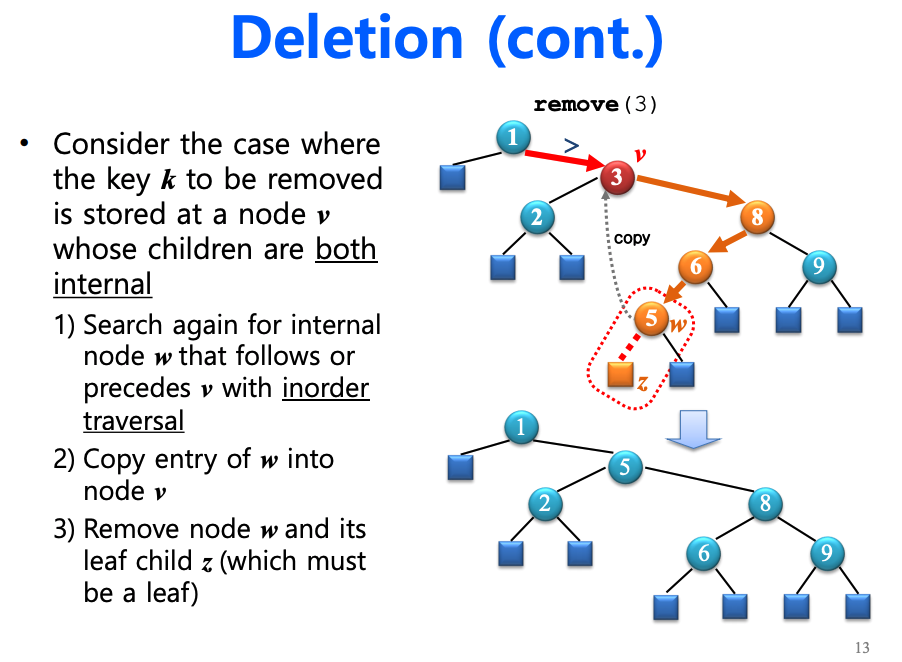 Deletion (cont.)
• Consider the case where
the key k to be removed
is stored at a node v
whose children are both
internal
1) Search again for internal
node w that follows or
precedes v with inorder
traversal
2) Copy entry of w into
node v
3) Remove node w and its
leaf child z (which must
be a leaf)
remove(3)
1
>
v
3
2
8
copy
6
9
5
w
z
1
5
2
8
6
9
13